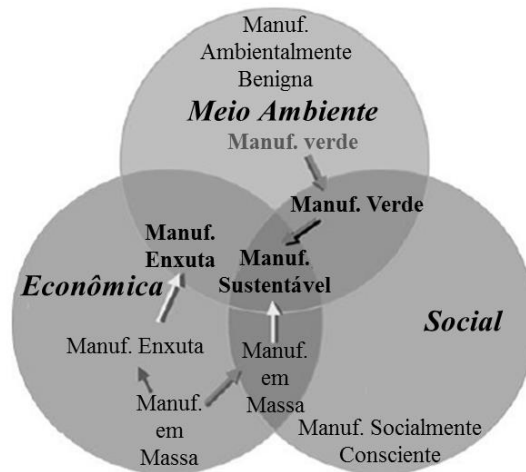 Manuf.
Ambientalmente
Benigna
Meio Ambiente
Manuf. verde
Manuf. Verde
Manuf.
Enxuta
Manuf.
Sustentável
Econômica
Social
Manuf. Enxuta
Manuf.
em
Massa
Manuf.
em
Massa
Manuf. Socialmente
Consciente